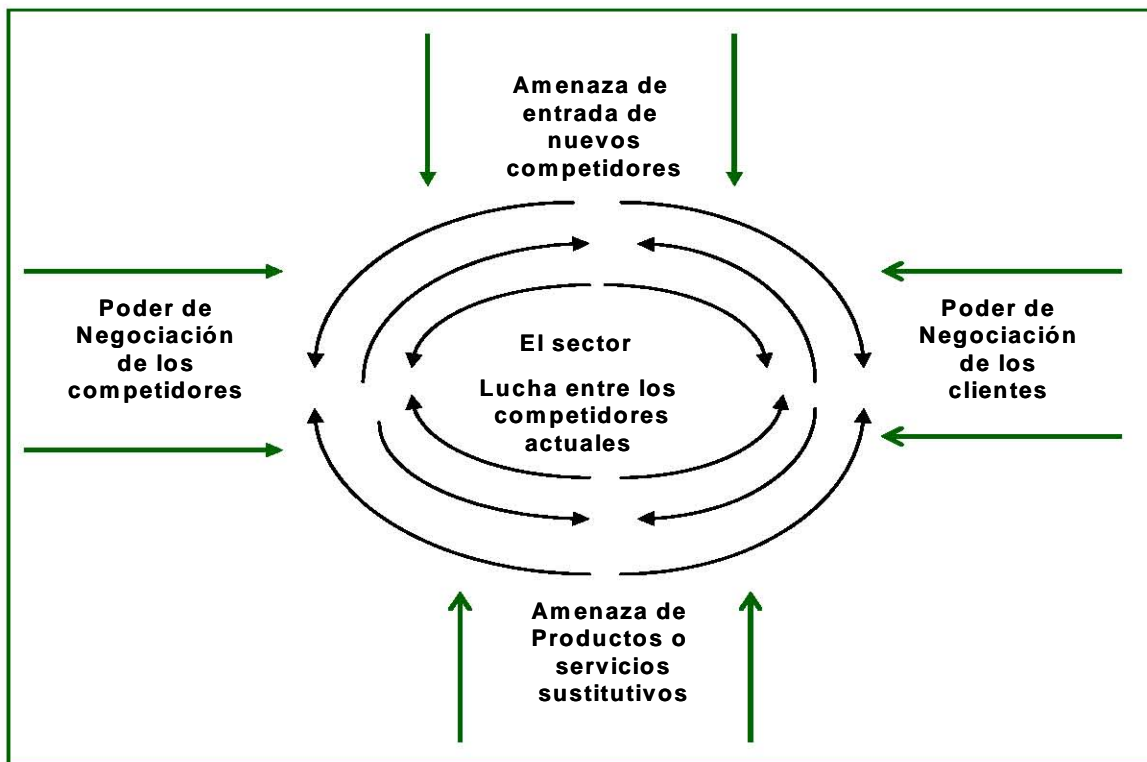 Amenaza de
entrada de
nuevos
competidores
Poder de
Negociación
de los
competidores
El sector
Lucha entre los
competidores
actuales
Poder de
Negociación
de los
clientes
Amenaza de
Productos o
servicios
sustitutivos